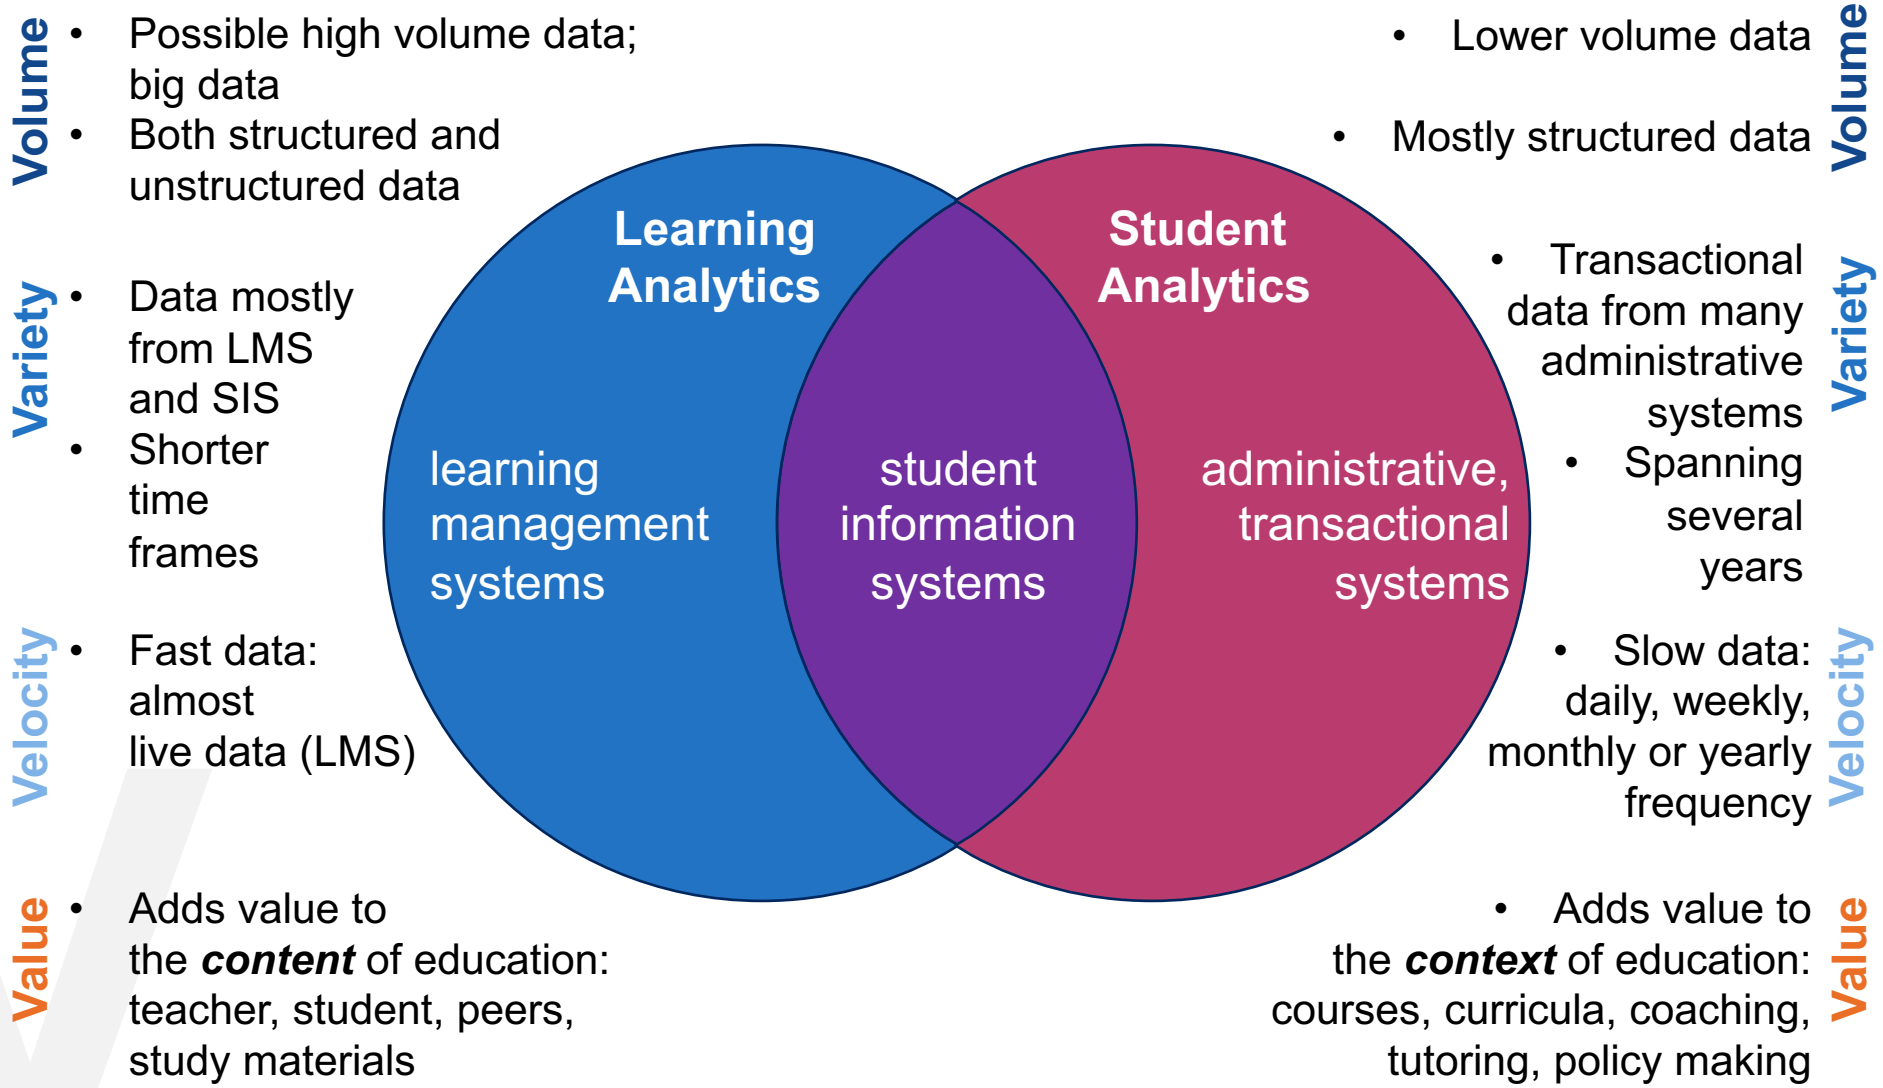 Volume
• Possible high volume data;
big data
• Both structured and
unstructured data
Variety
• Data mostly
from LMS
and SIS
• Shorter
time
frames
Velocity
• Fast data:
almost
live data (LMS)
Value
• Adds value to
the content of education:
teacher, student, peers,
study materials
Learning
Analytics
learning
management
systems
student
information
systems
Student
Analytics
administrative,
transactional
systems
• Lower volume data
• Mostly structured data
Volume
• Transactional
data from many
administrative
systems
• Spanning
several
years
Variety
• Slow data:
daily, weekly,
monthly or yearly
frequency
Velocity
• Adds value to
the context of education:
courses, curricula, coaching,
tutoring, policy making
Value